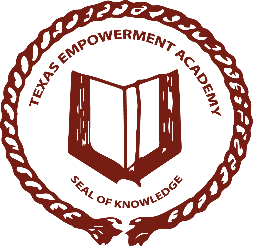 TEXAS EMPOWERMENT ACADEMY
SEAL OF KNOWLEDGE